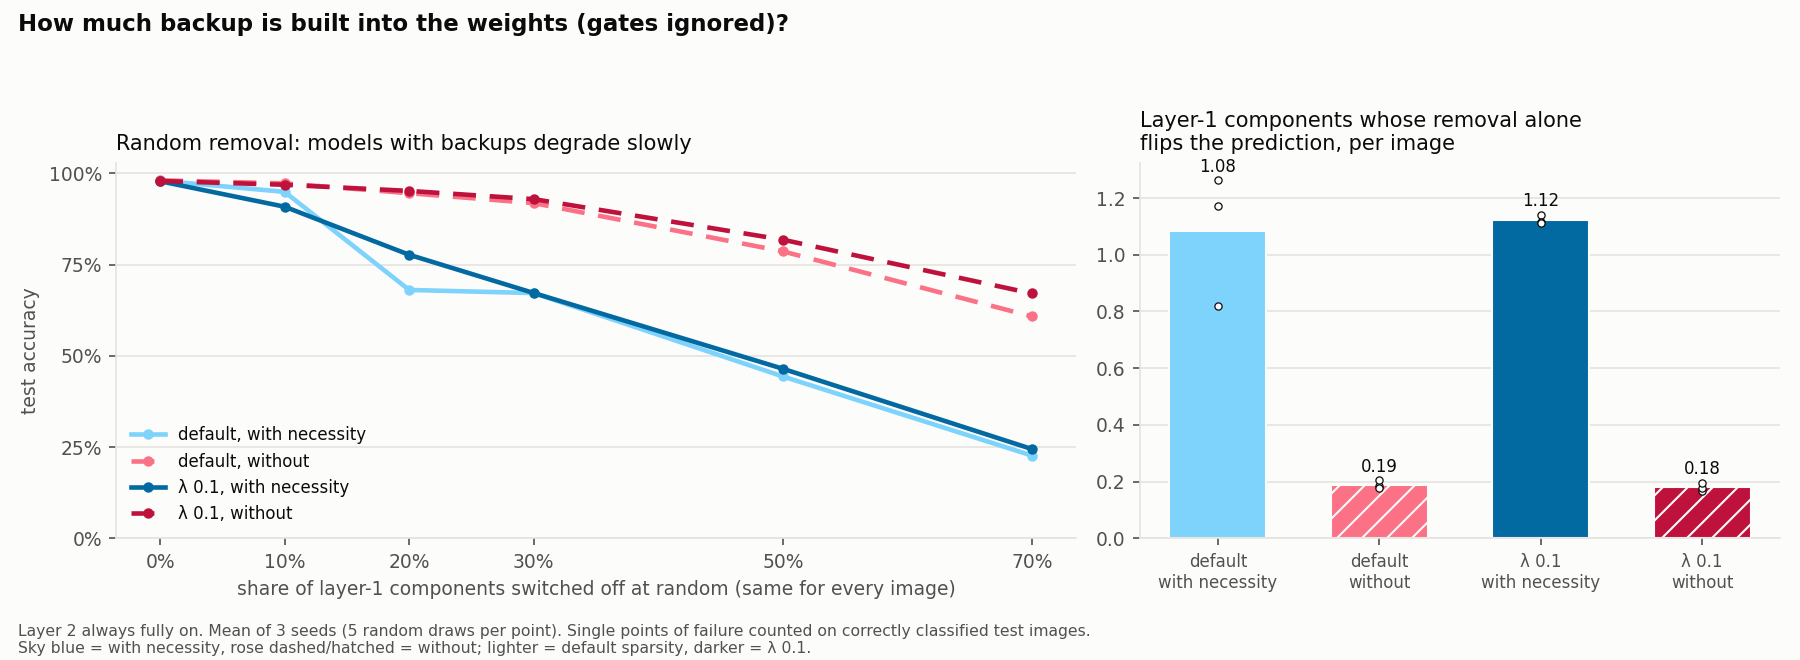 How much backup is built into the weights (gates ignored)?
Random removal: models with backups degrade slowly
100%
75%
50%
25%
0%
test accuracy
default, with necessity
default, without
λ 0.1, with necessity
λ 0.1, without
0%
10%
20%
30%
50%
70%
share of layer-1 components switched off at random (same for every image)
Layer-1 components whose removal alone
flips the prediction, per image
1.2
1.0
0.8
0.6
0.4
0.2
0.0
1.08
0.19
1.12
0.18
default
with necessity
default
without
λ 0.1
with necessity
λ 0.1
without
Layer 2 always fully on. Mean of 3 seeds (5 random draws per point). Single points of failure counted on correctly classified test images.
Sky blue = with necessity, rose dashed/hatched = without; lighter = default sparsity, darker = λ 0.1.